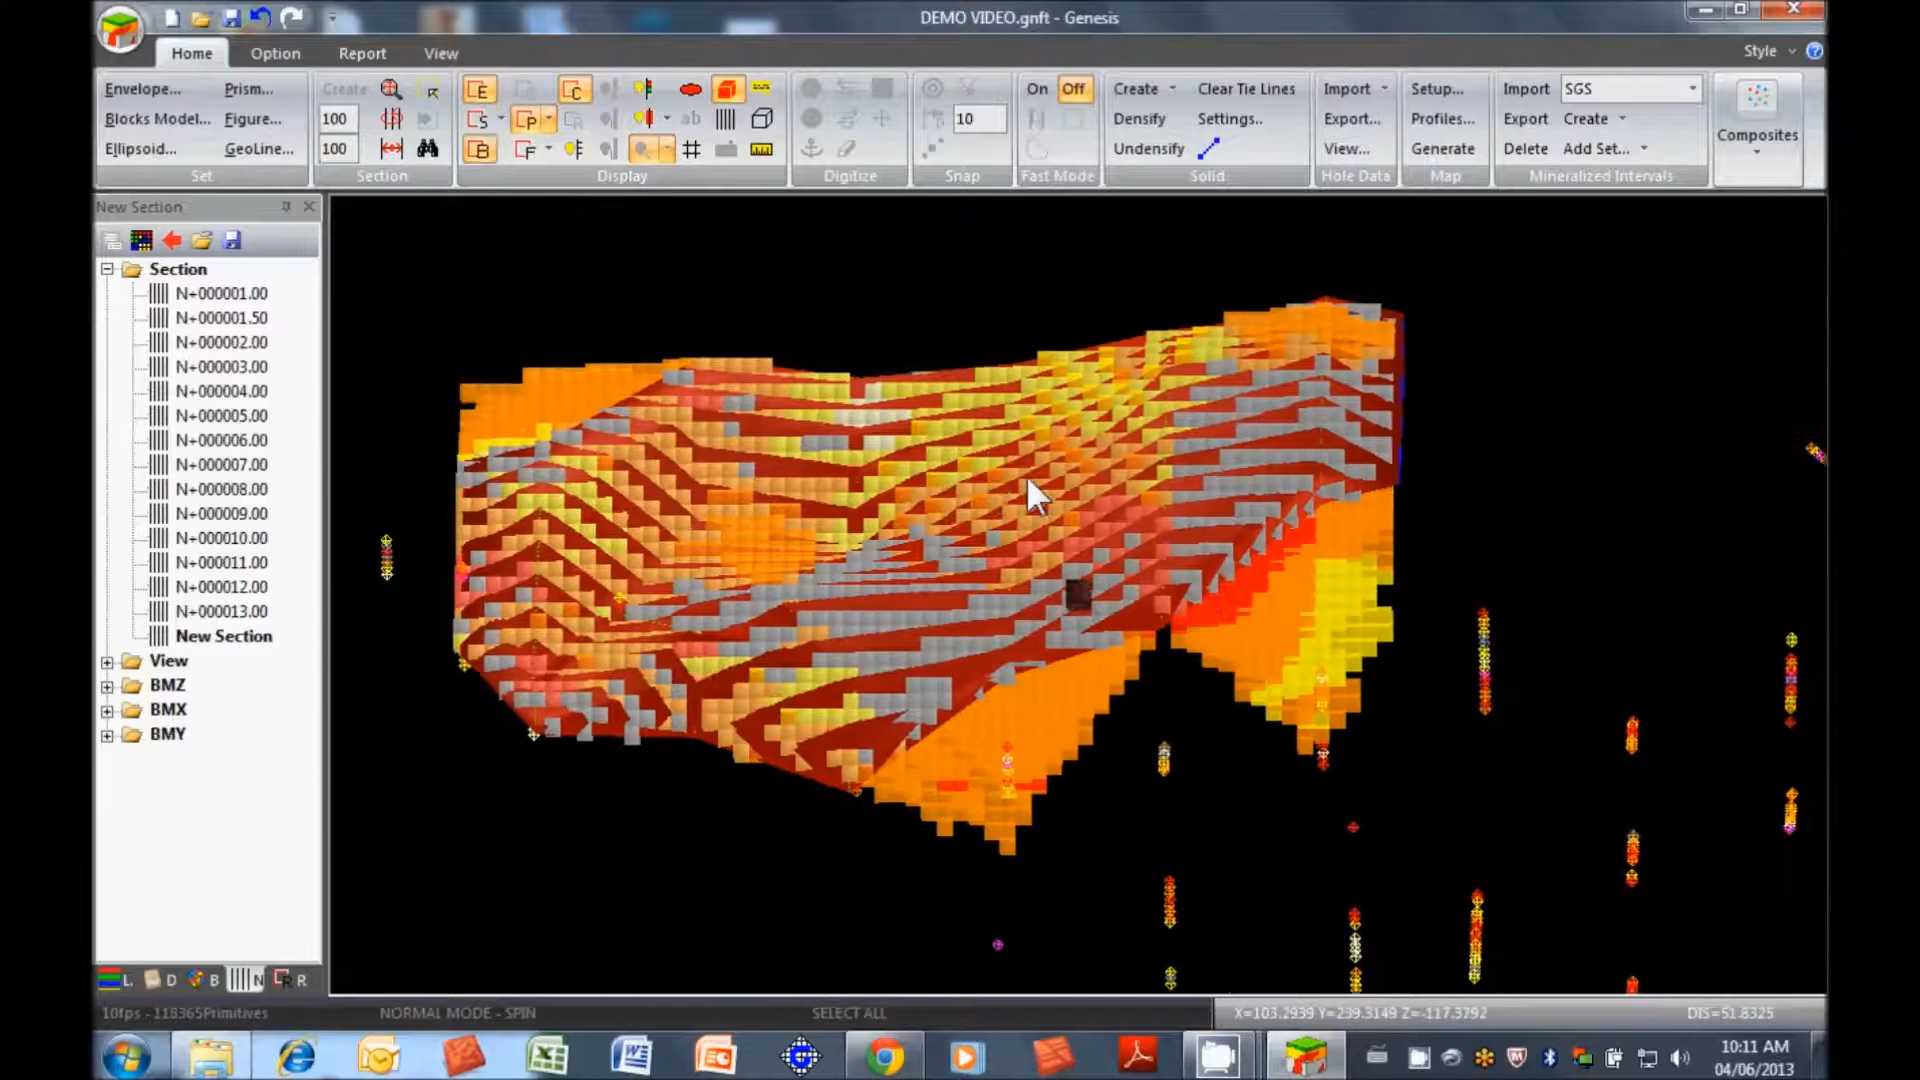 DEMO VIDEO.gnft - Genesis
Home Option Report View Style
Envelope... Prism... Create On Off Create Clear Tie Lines Import Setup... Import SGS
Blocks Model... Figure... 100 10 Densify Settings.. Export... Profiles... Export Create Composites
Ellipsoid... GeoLine... 100 Undensify View... Generate Delete Add Set...
Set Section Display Digitize Snap Fast Mode Solid Hole Data Map Mineralized Intervals
New Section
Section
N+000001.00
N+000001.50
N+000002.00
N+000003.00
N+000004.00
N+000005.00
N+000006.00
N+000007.00
N+000008.00
N+000009.00
N+000010.00
N+000011.00
N+000012.00
N+000013.00
New Section
View
BMZ
BMX
BMY
L. D B N R
10fps - 118365Primitives NORMAL MODE - SPIN SELECT ALL X=103.2939 Y=239.3149 Z=-117.3792 DIS=51.8325
10:11 AM
04/06/2013